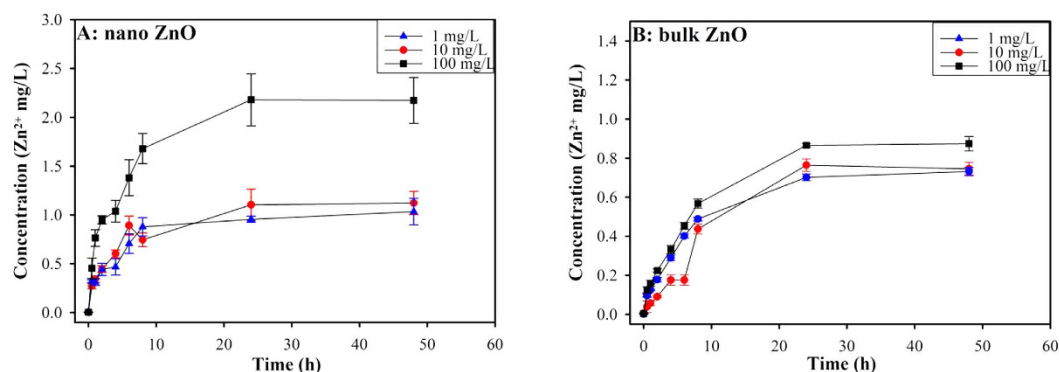 A: nano ZnO
1 mg/L
10 mg/L
100 mg/L
Concentration (Zn²⁺ mg/L)
3.0
2.5
2.0
1.5
1.0
0.5
0.0
0 10 20 30 40 50 60
Time (h)
B: bulk ZnO
1 mg/L
10 mg/L
100 mg/L
Concentration (Zn²⁺ mg/L)
1.4
1.2
1.0
0.8
0.6
0.4
0.2
0.0
0 10 20 30 40 50 60
Time (h)